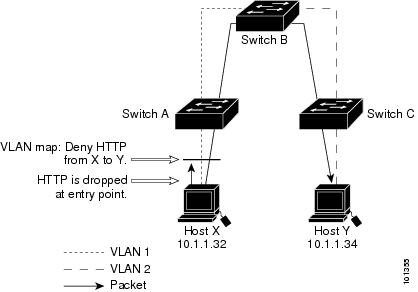 Switch B
Switch A
Switch C
VLAN map: Deny HTTP
from X to Y.
HTTP is dropped
at entry point.
Host X
10.1.1.32
Host Y
10.1.1.34
VLAN 1
VLAN 2
Packet
101355